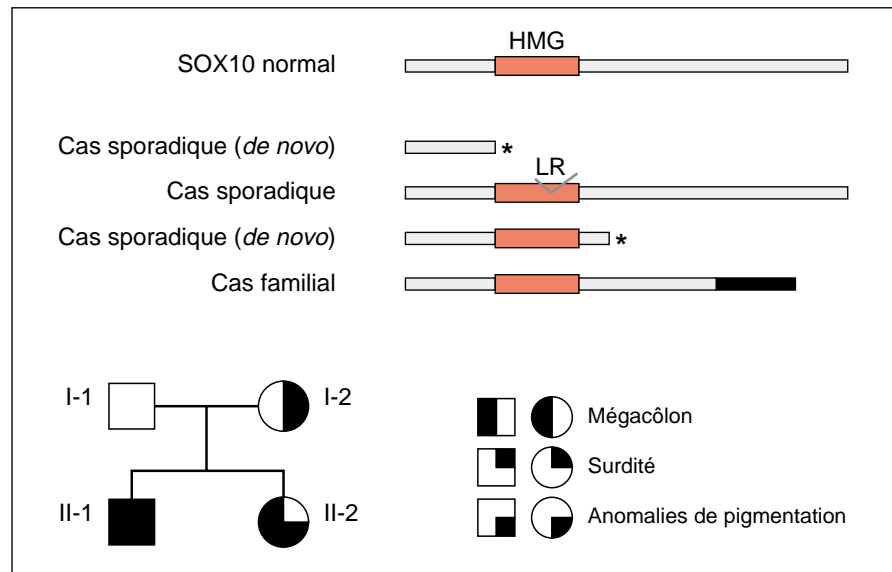 HMG
SOX10 normal
Cas sporadique (de novo) *
LR
Cas sporadique
Cas sporadique (de novo) *
Cas familial
I-1
I-2
Mégacôlon
Surdité
II-1
II-2
Anomalies de pigmentation